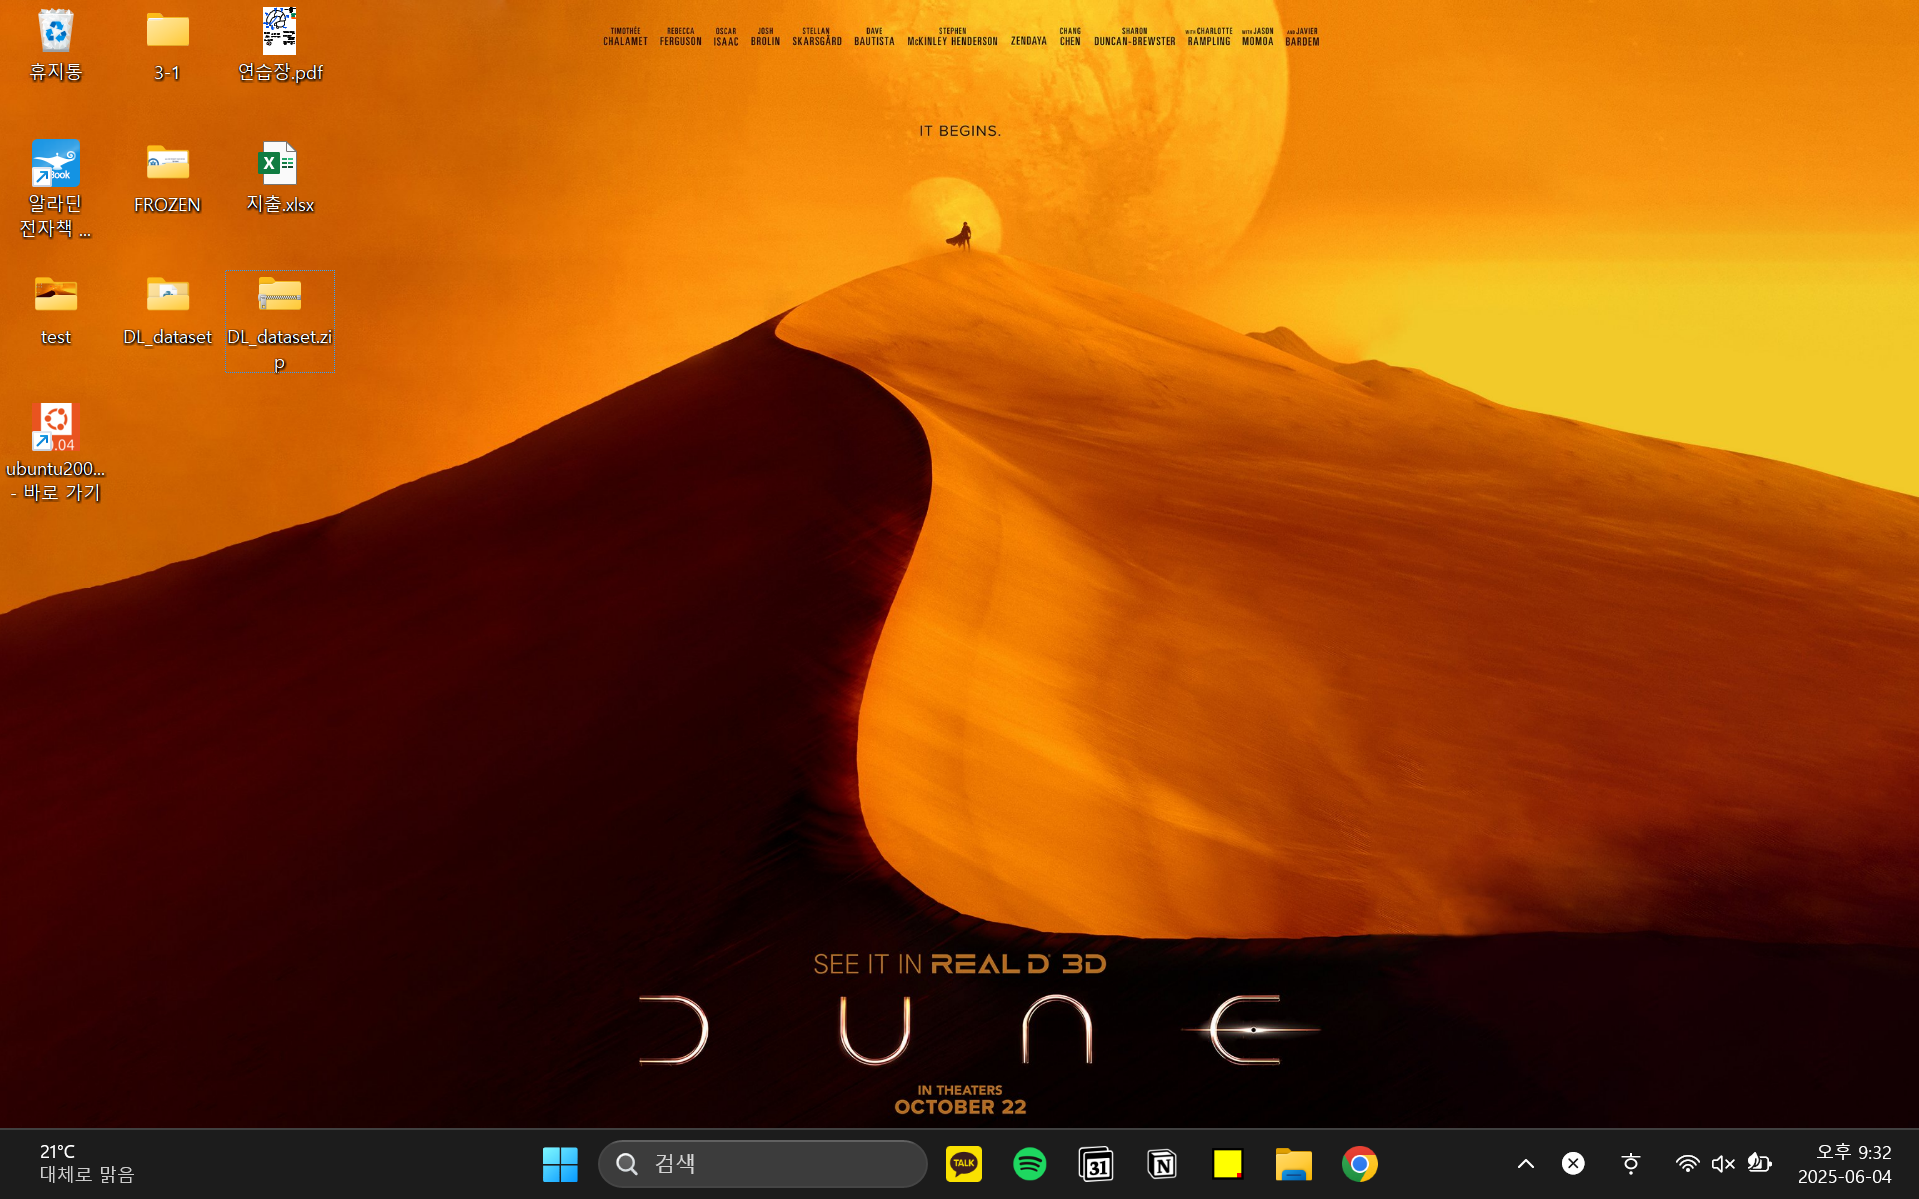 휴지통
3-1
연습장.pdf
Book
알라딘
전자책 ...
FROZEN
지출.xlsx
test
DL_dataset
DL_dataset.zi
p
0.04
ubuntu200...
- 바로 가기
TIMOTHÉE
CHALAMET
REBECCA
FERGUSON
OSCAR
ISAAC
JOSH
BROLIN
STELLAN
SKARSGÅRD
DAVE
BAUTISTA
STEPHEN
McKINLEY HENDERSON
ZENDAYA
CHANG
CHEN
SHARON
DUNCAN-BREWSTER
WITH CHARLOTTE
RAMPLING
WITH JASON
MOMOA
AND JAVIER
BARDEM
IT BEGINS.
SEE IT IN REAL D 3D
DUNE
IN THEATERS
OCTOBER 22
21°C
대체로 맑음
검색
TALK
31
N
오후 9:32
2025-06-04